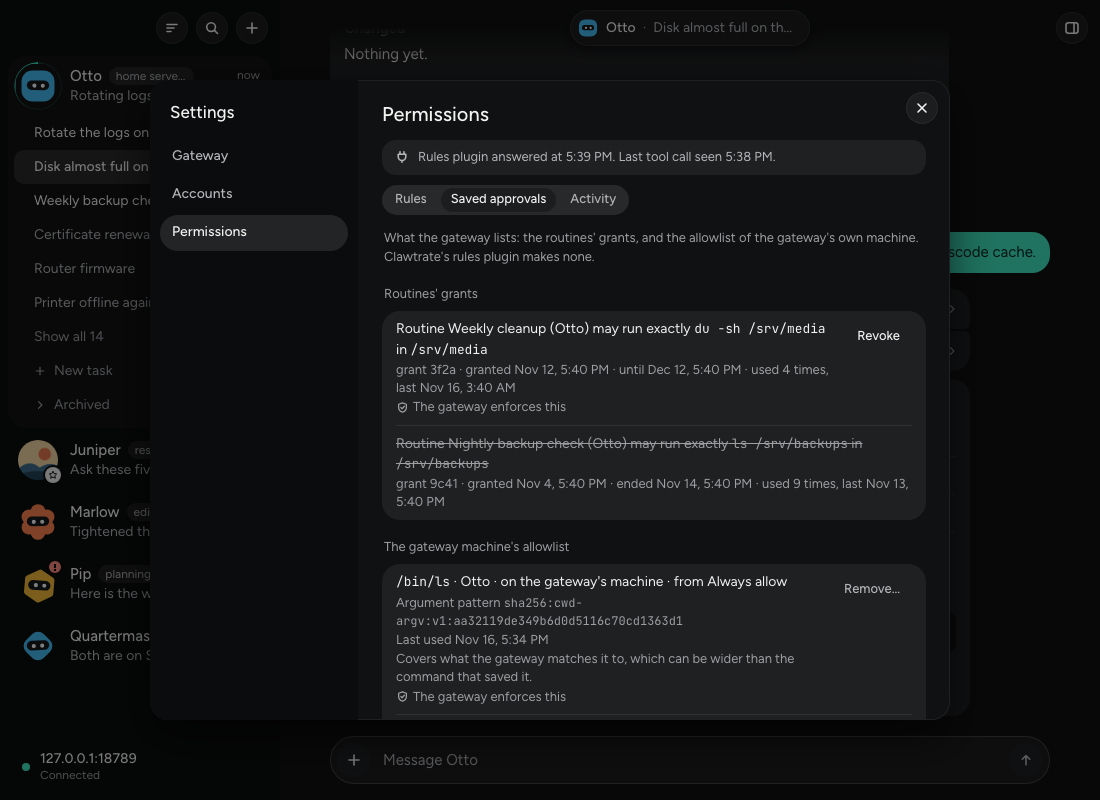 Otto · Disk almost full on th…
Nothing yet.
Otto home serve… now
Rotating logs
Rotate the logs on
Disk almost full on
Weekly backup che
Certificate renewa
Router firmware
Printer offline agai
Show all 14
New task
Archived
Juniper res
Ask these fiv
Marlow edi
Tightened th
Pip planning
Here is the w
Quartermas
Both are on S
127.0.0.1:18789
Connected
Settings
Gateway
Accounts
Permissions
Permissions
Rules plugin answered at 5:39 PM. Last tool call seen 5:38 PM.
Rules Saved approvals Activity
What the gateway lists: the routines' grants, and the allowlist of the gateway's own machine.
Clawtrate's rules plugin makes none.
Routines' grants
Routine Weekly cleanup (Otto) may run exactly du -sh /srv/media
in /srv/media
Revoke
grant 3f2a · granted Nov 12, 5:40 PM · until Dec 12, 5:40 PM · used 4 times,
last Nov 16, 3:40 AM
The gateway enforces this
Routine Nightly backup check (Otto) may run exactly ls /srv/backups in
/srv/backups
grant 9c41 · granted Nov 4, 5:40 PM · ended Nov 14, 5:40 PM · used 9 times, last Nov 13,
5:40 PM
The gateway machine's allowlist
/bin/ls · Otto · on the gateway's machine · from Always allow
Remove…
Argument pattern sha256:cwd-
argv:v1:aa32119de349b6d0d5116c70cd1363d1
Last used Nov 16, 5:34 PM
Covers what the gateway matches it to, which can be wider than the
command that saved it.
The gateway enforces this
scode cache.
Message Otto